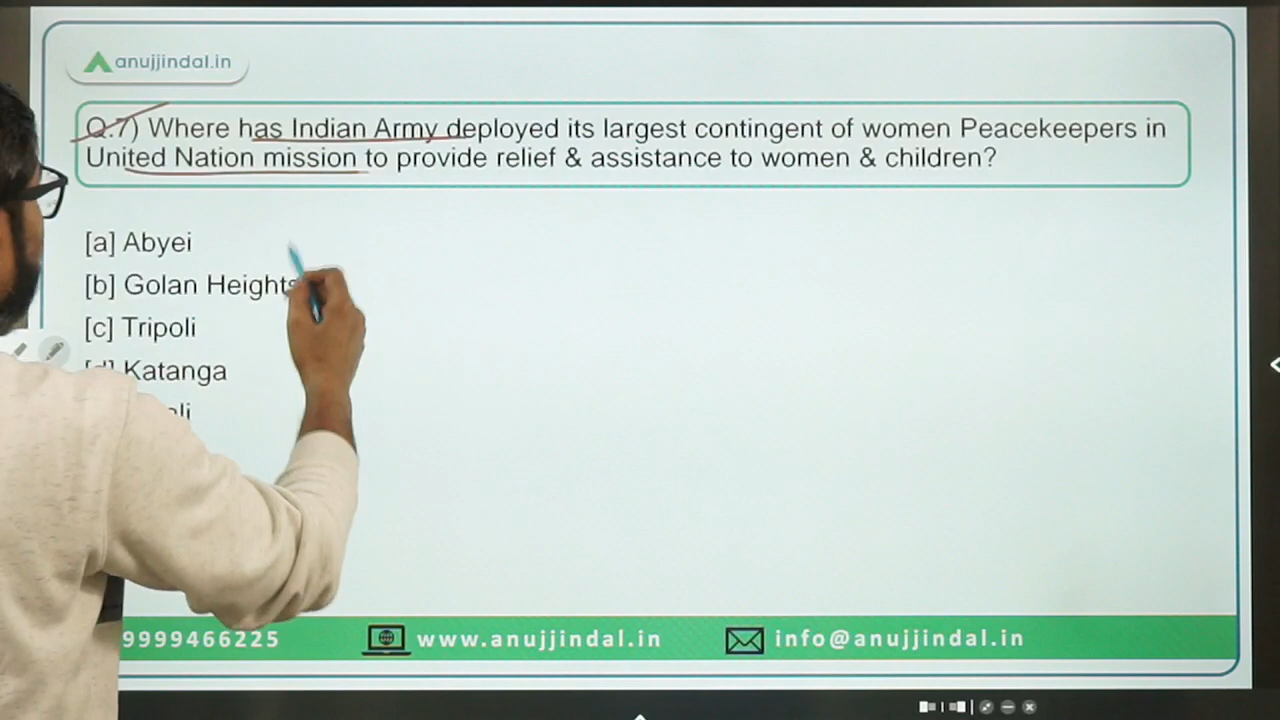 anujjindal.in
Q.7) Where has Indian Army deployed its largest contingent of women Peacekeepers in
United Nation mission to provide relief & assistance to women & children?
[a] Abyei
[b] Golan Heights
[c] Tripoli
[d] Katanga
9999466225 www.anujjindal.in info@anujjindal.in